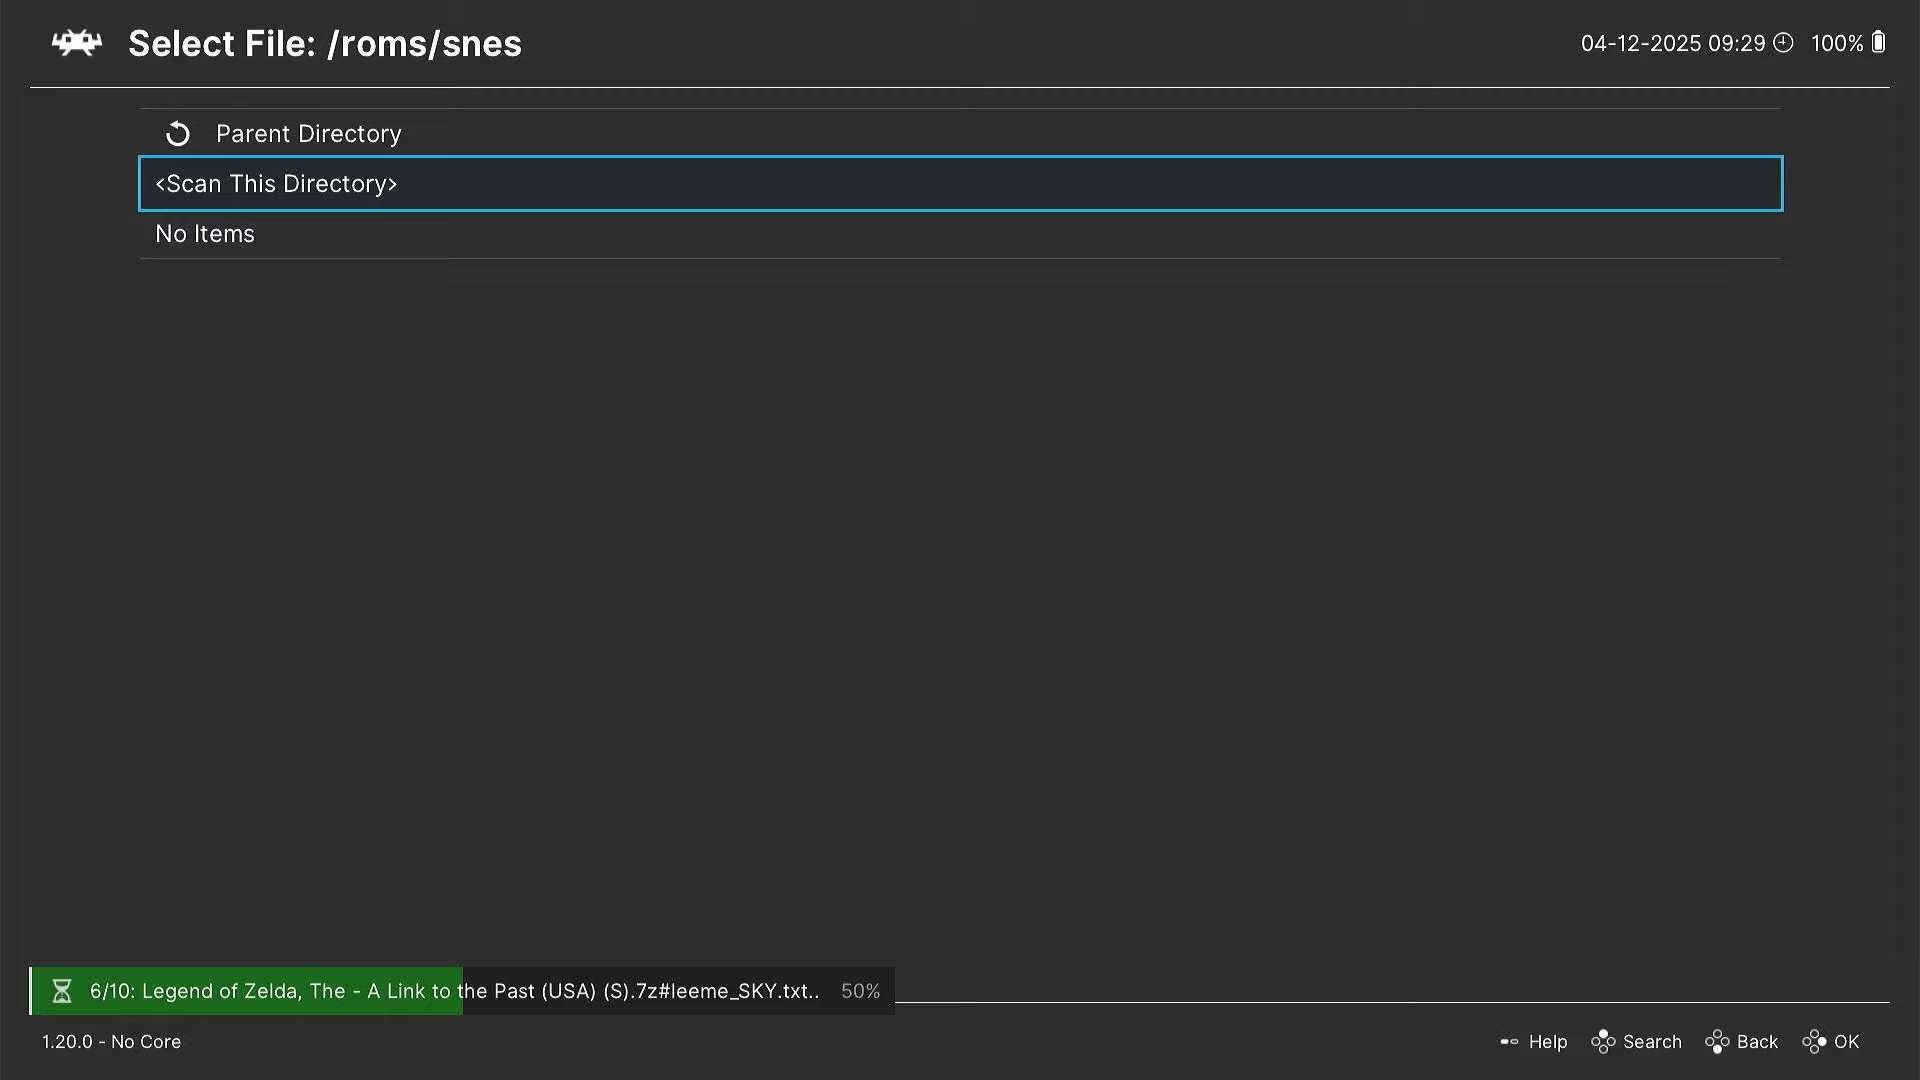 Select File: /roms/snes
04-12-2025 09:29 100%
Parent Directory
<Scan This Directory>
No Items
6/10: Legend of Zelda, The - A Link to the Past (USA) (S).7z#leeme_SKY.txt.. 50%
1.20.0 - No Core
Help Search Back OK